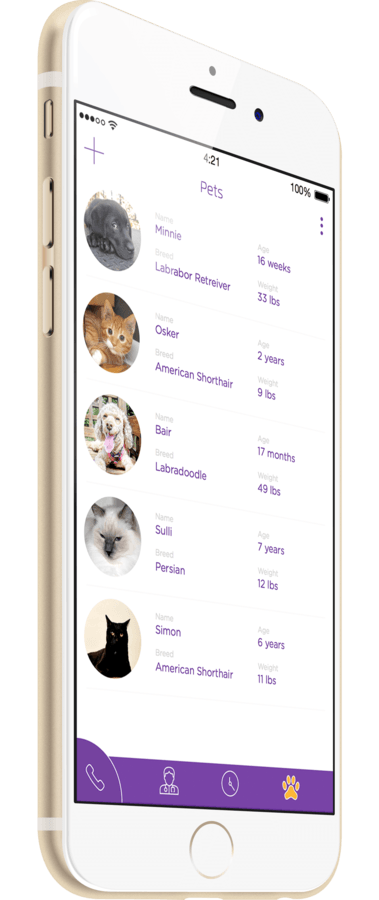 4:21
100%
Pets
Name
Minnie
Age
16 weeks
Breed
Labrabor Retreiver
Weight
33 lbs
Name
Osker
Age
2 years
Breed
American Shorthair
Weight
9 lbs
Name
Bair
Age
17 months
Breed
Labradoodle
Weight
49 lbs
Name
Sulli
Age
7 years
Breed
Persian
Weight
12 lbs
Name
Simon
Age
6 years
Breed
American Shorthair
Weight
11 lbs